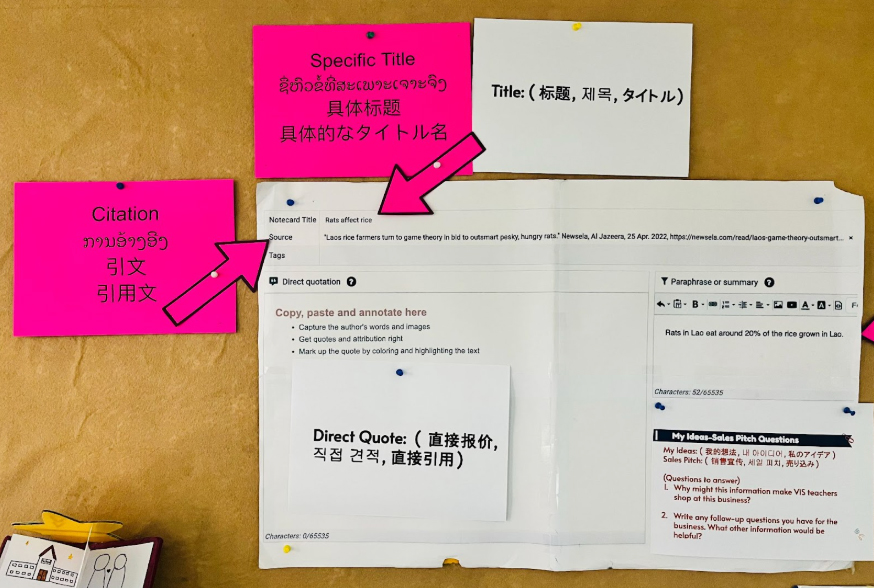 Specific Title
ຊື່ຫົວຂໍ້ທີ່ສະເພາະເຈາະຈົງ
具体标题
具体的なタイトル名
Title: ( 标题, 제목, タイトル)
Citation
ການອ້າງອີງ
引文
引用文
Notecard Title Rats affect rice
Source "Laos rice farmers turn to game theory in bid to outsmart pesky, hungry rats." Newsela, Al Jazeera, 25 Apr. 2022, https://newsela.com/read/laos-game-theory-outsmart... ×
Tags
Direct quotation ?
Copy, paste and annotate here
• Capture the author's words and images
• Get quotes and attribution right
• Mark up the quote by coloring and highlighting the text
Direct Quote: ( 直接报价,
직접 견적, 直接引用)
Characters: 0/65535
Paraphrase or summary ?
B A A
Rats in Lao eat around 20% of the rice grown in Lao.
Characters: 52/65535
My Ideas-Sales Pitch Questions
My Ideas: ( 我的想法, 내 아이디어, 私のアイデア )
Sales Pitch: ( 销售宣传, 세일 피치, 売り込み )
(Questions to answer)
1. Why might this information make VIS teachers
shop at this business?
2. Write any follow-up questions you have for the
business. What other information would be
helpful?